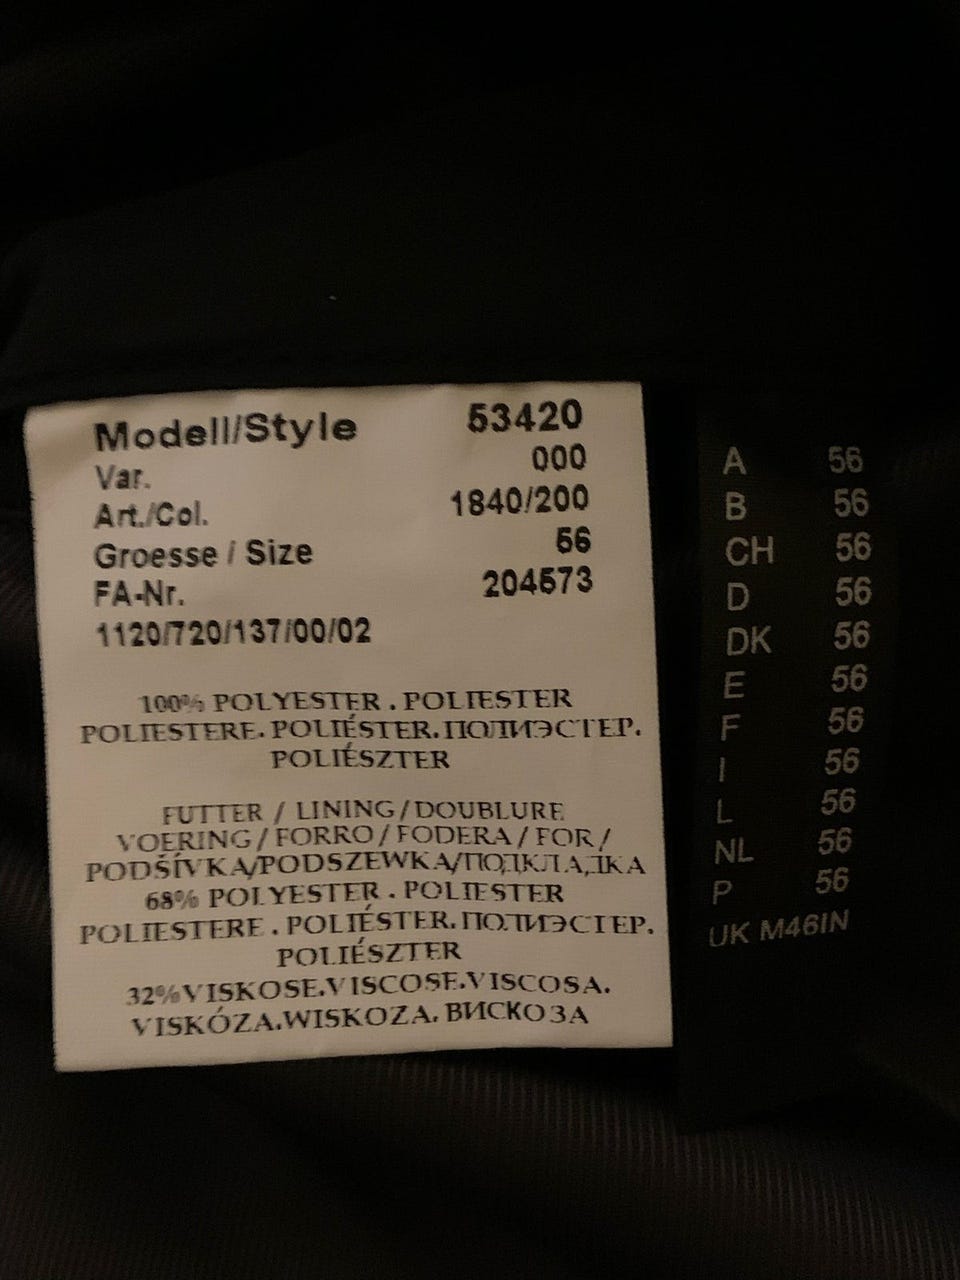 Modell/Style 53420
Var. 000
Art./Col. 1840/200
Groesse / Size 56
FA-Nr. 204573
1120/720/137/00/02
100% POLYESTER . POLIESTER
POLIESTERE. POLIÉSTER. ПОЛИЭСТЕР.
POLIÉSZTER
FUTTER / LINING / DOUBLURE
VOERING / FORRO / FODERA / FOR /
PODŠÍVKA/PODSZEWKA/ПОДКЛАДКА
68% POLYESTER . POLIESTER
POLIESTERE . POLIÉSTER. ПОЛИЭСТЕР.
POLIÉSZTER
32% VISKOSE. VISCOSE. VISCOSA.
VISKÓZA. WISKOZA. ВИСКОЗА
A 56
B 56
CH 56
D 56
DK 56
E 56
F 56
I 56
L 56
NL 56
P 56
UK M46IN